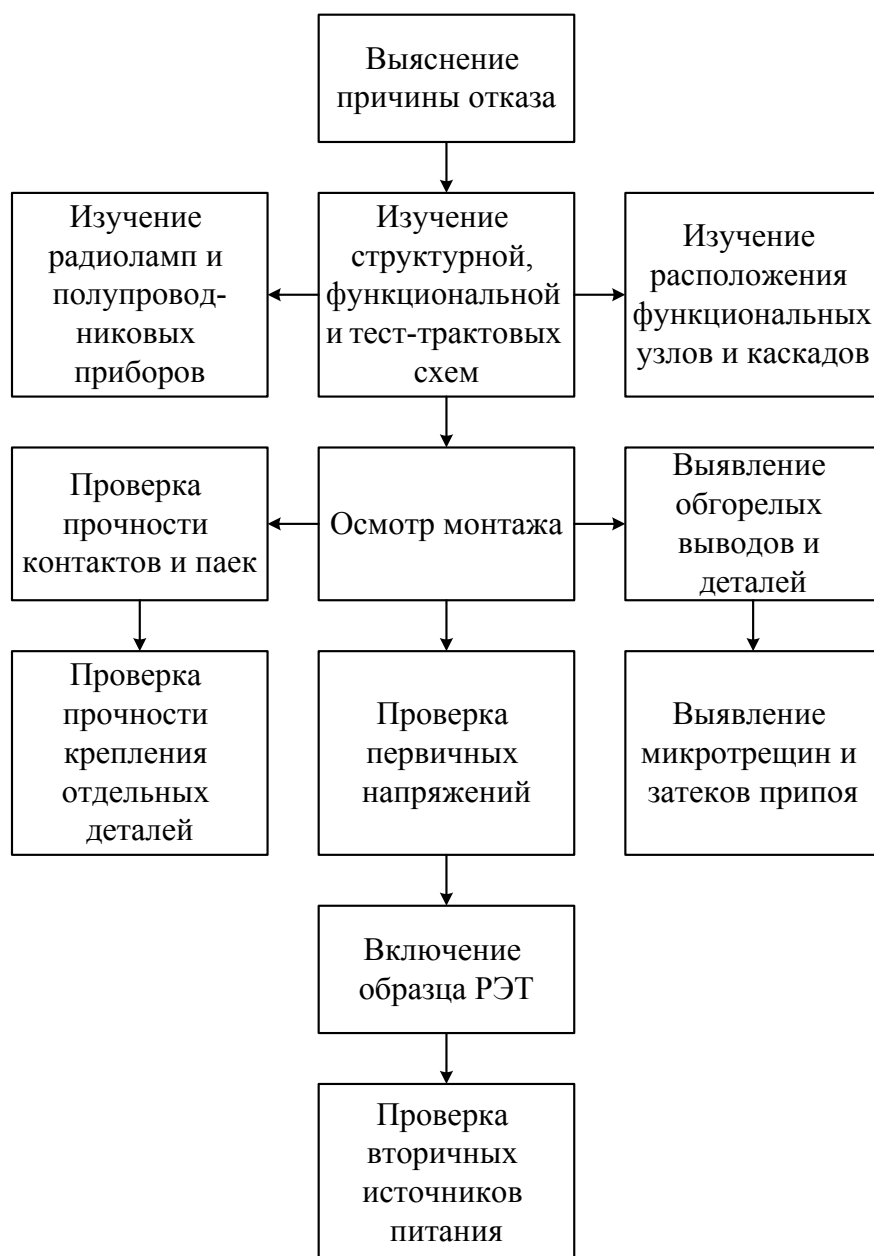 Выяснение
причины отказа
Изучение
радиоламп и
полупровод-
никовых
приборов
Изучение
структурной,
функциональной
и тест-трактовых
схем
Изучение
расположения
функциональных
узлов и каскадов
Проверка
прочности
контактов и паек
Осмотр монтажа
Выявление
обгорелых
выводов и
деталей
Проверка
прочности
крепления
отдельных
деталей
Проверка
первичных
напряжений
Выявление
микротрещин и
затеков припоя
Включение
образца РЭТ
Проверка
вторичных
источников
питания